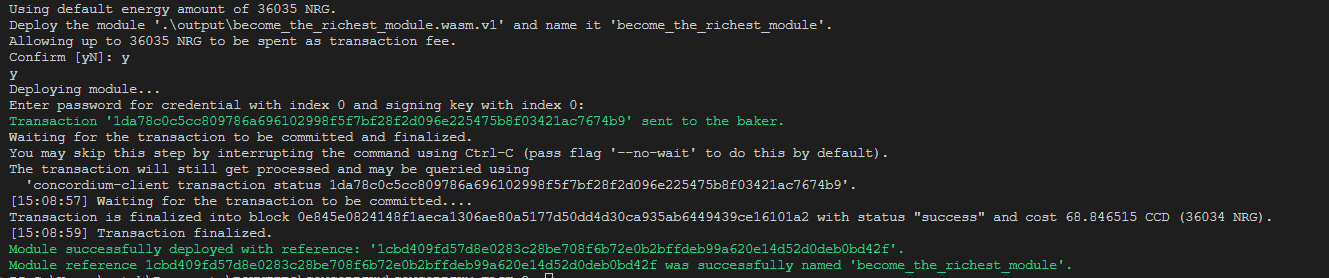 Using default energy amount of 36035 NRG.
Deploy the module '.\output\become_the_richest_module.wasm.v1' and name it 'become_the_richest_module'.
Allowing up to 36035 NRG to be spent as transaction fee.
Confirm [yN]: y
y
Deploying module...
Enter password for credential with index 0 and signing key with index 0:
Transaction '1da78c0c5cc809786a696102998f5f7bf28f2d096e225475b8f03421ac7674b9' sent to the baker.
Waiting for the transaction to be committed and finalized.
You may skip this step by interrupting the command using Ctrl-C (pass flag '--no-wait' to do this by default).
The transaction will still get processed and may be queried using
'concordium-client transaction status 1da78c0c5cc809786a696102998f5f7bf28f2d096e225475b8f03421ac7674b9'.
[15:08:57] Waiting for the transaction to be committed....
Transaction is finalized into block 0e845e0824148f1aeca1306ae80a5177d50dd4d30ca935ab6449439ce16101a2 with status "success" and cost 68.846515 CCD (36034 NRG).
[15:08:59] Transaction finalized.
Module successfully deployed with reference: '1cbd409fd57d8e0283c28be708f6b72e0b2bffdeb99a620e14d52d0deb0bd42f'.
Module reference 1cbd409fd57d8e0283c28be708f6b72e0b2bffdeb99a620e14d52d0deb0bd42f was successfully named 'become_the_richest_module'.